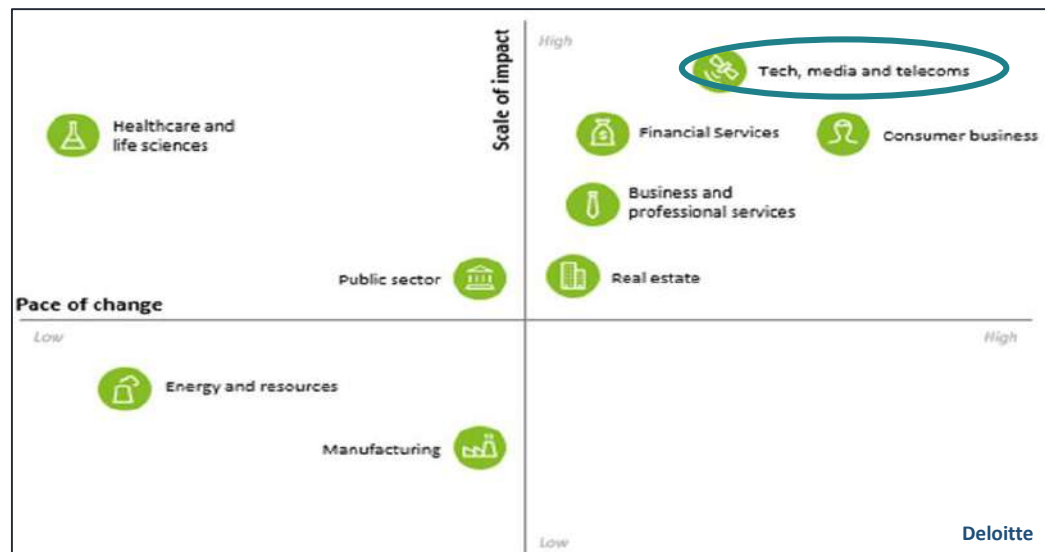 Scale of impact
High
Tech, media and telecoms
Healthcare and
life sciences
Financial Services
Consumer business
Business and
professional services
Public sector
Real estate
Pace of change
Low
High
Energy and resources
Manufacturing
Low
Deloitte